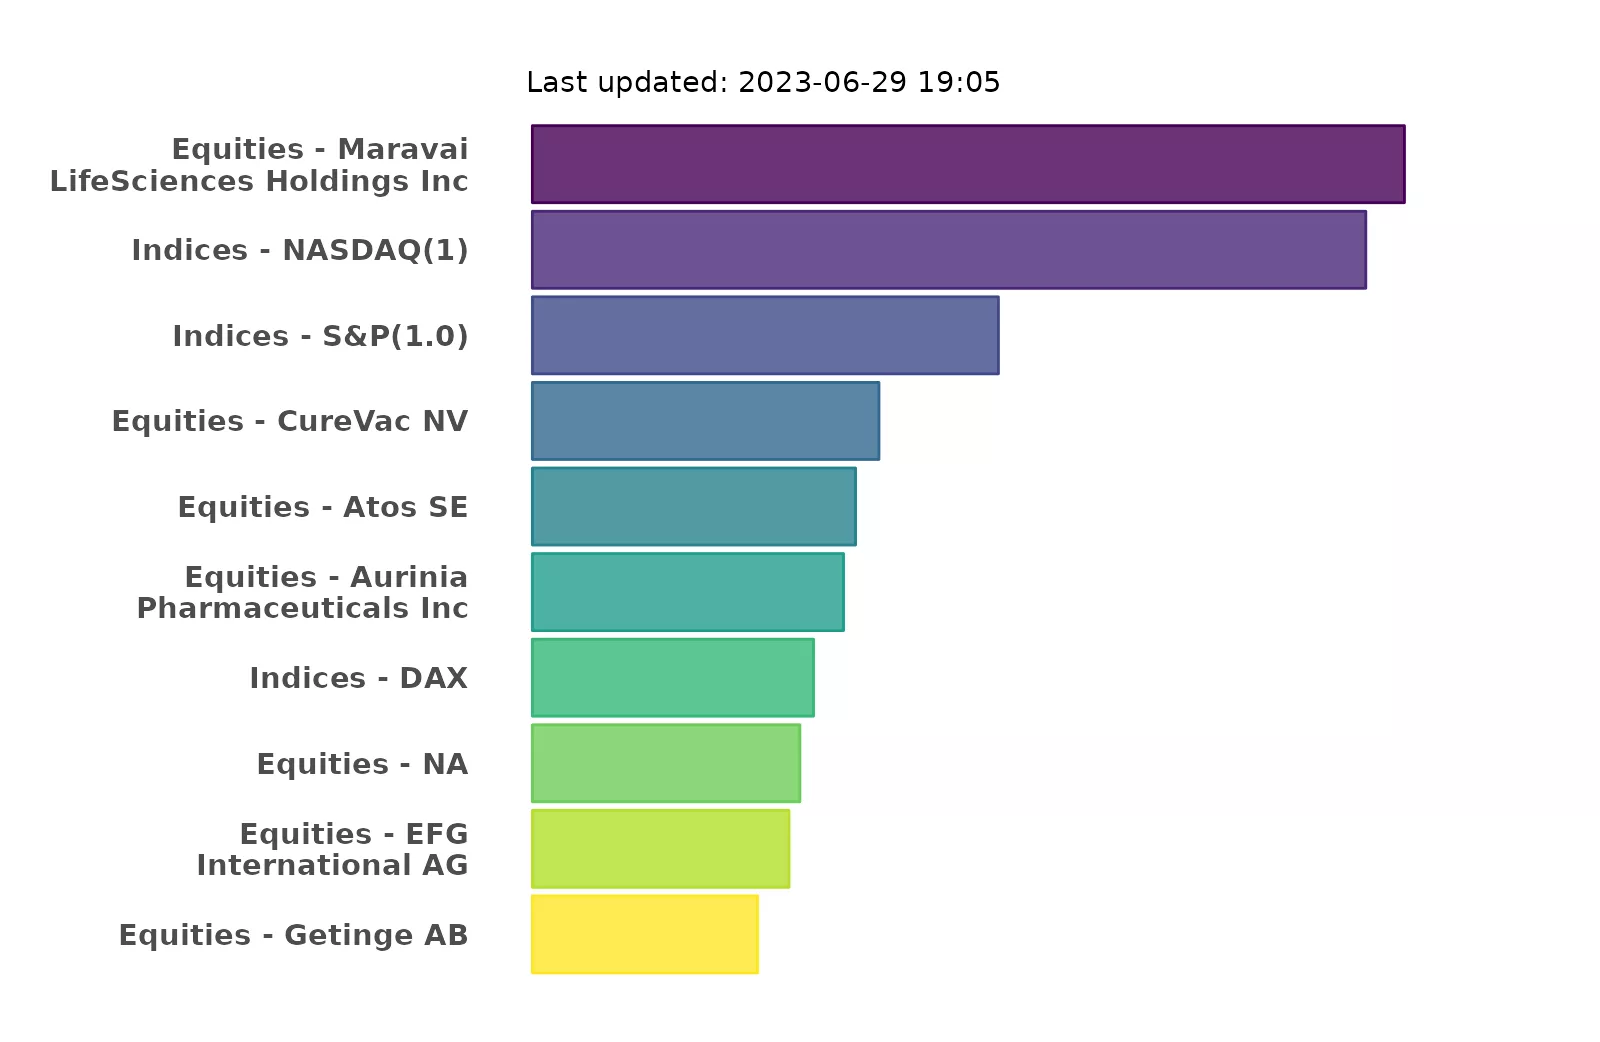 Last updated: 2023-06-29 19:05
Equities - Maravai
LifeSciences Holdings Inc
Indices - NASDAQ(1)
Indices - S&P(1.0)
Equities - CureVac NV
Equities - Atos SE
Equities - Aurinia
Pharmaceuticals Inc
Indices - DAX
Equities - NA
Equities - EFG
International AG
Equities - Getinge AB